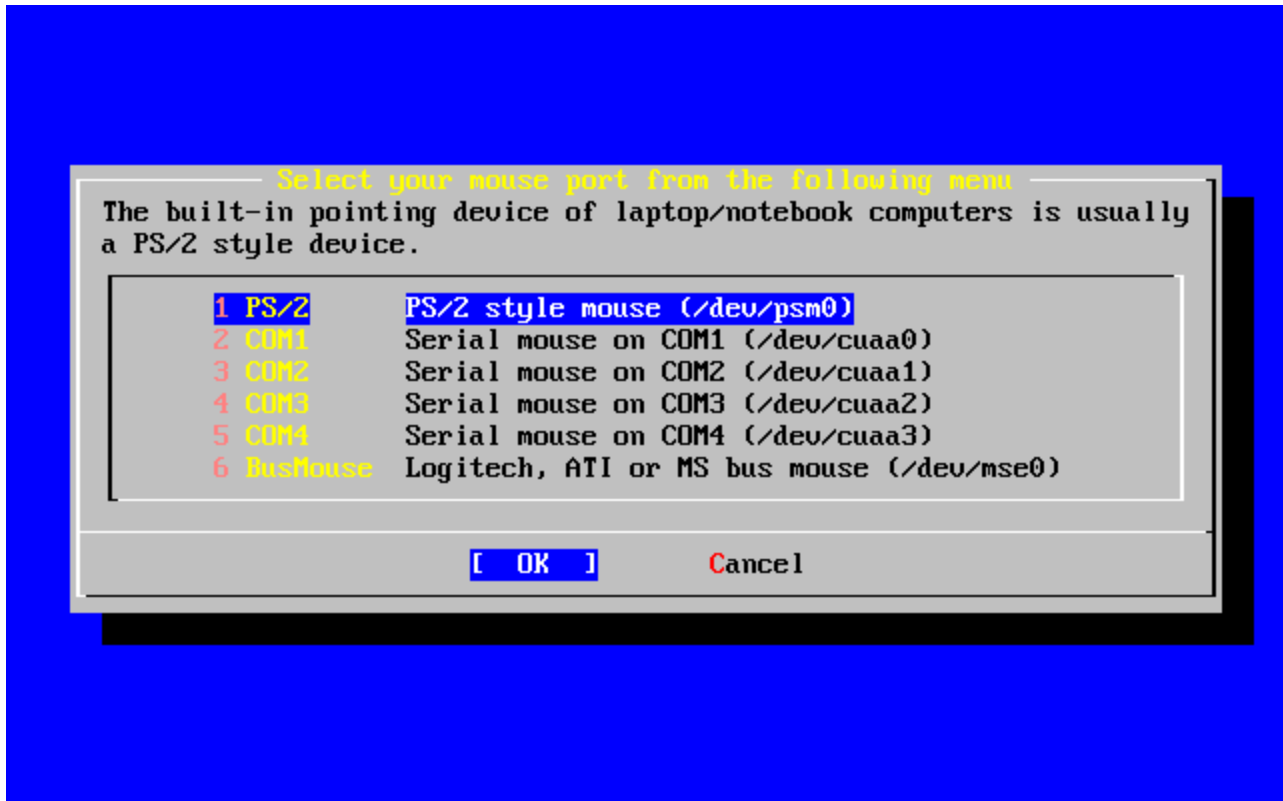 Select your mouse port from the following menu
The built-in pointing device of laptop/notebook computers is usually
a PS/2 style device.
1 PS/2 PS/2 style mouse (/dev/psm0)
2 COM1 Serial mouse on COM1 (/dev/cuaa0)
3 COM2 Serial mouse on COM2 (/dev/cuaa1)
4 COM3 Serial mouse on COM3 (/dev/cuaa2)
5 COM4 Serial mouse on COM4 (/dev/cuaa3)
6 BusMouse Logitech, ATI or MS bus mouse (/dev/mse0)
[ OK ] Cancel